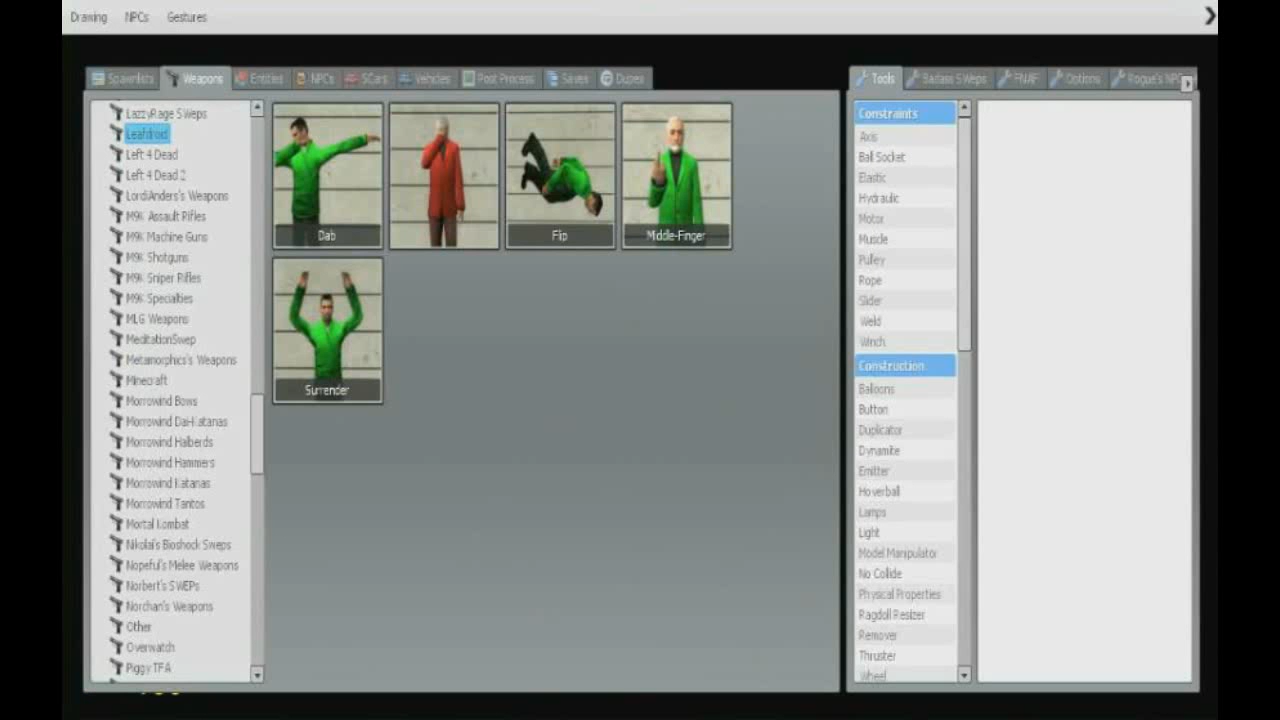 Drawing NPCs Gestures
Spawnlists Weapons Entities NPCs SCars Vehicles Post Process Saves Dupes
LazzyRage SWeps
Leafdroid
Left 4 Dead
Left 4 Dead 2
LordiAnders's Weapons
M9K Assault Rifles
M9K Machine Guns
M9K Shotguns
M9K Sniper Rifles
M9K Specialties
MLG Weapons
MeditationSwep
Metamorphics's Weapons
Minecraft
Morrowind Bows
Morrowind Dai-Katanas
Morrowind Halberds
Morrowind Hammers
Morrowind Katanas
Morrowind Tantos
Mortal Kombat
Nikolai's Bioshock Sweps
Nopeful's Melee Weapons
Norbert's SWEPs
Norchan's Weapons
Other
Overwatch
Piggy TFA
Dab
Flip
Middle-Finger
Surrender
Tools Badass SWeps FNAF Options Rogue's NPC
Constraints
Axis
Ball Socket
Elastic
Hydraulic
Motor
Muscle
Pulley
Rope
Slider
Weld
Winch
Construction
Balloons
Button
Duplicator
Dynamite
Emitter
Hoverball
Lamps
Light
Model Manipulator
No Collide
Physical Properties
Ragdoll Resizer
Remover
Thruster
Wheel